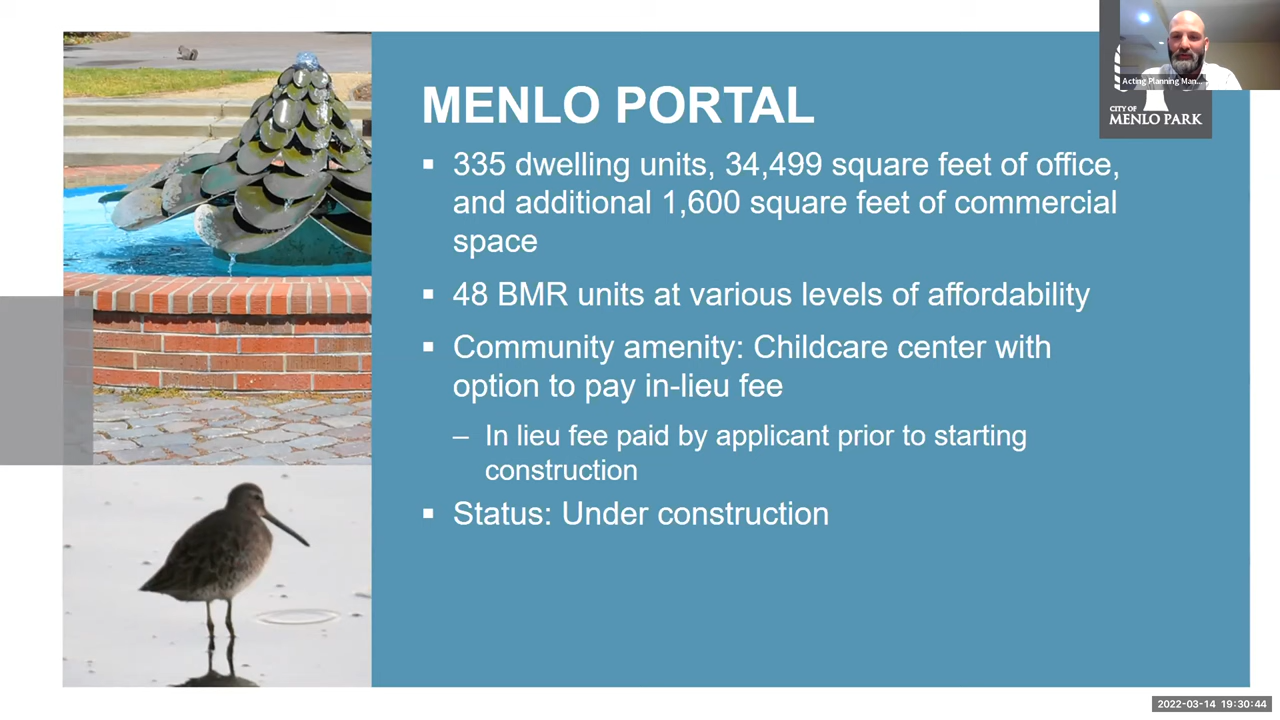 Acting Planning Man...
CITY OF
MENLO PARK
MENLO PORTAL
▪ 335 dwelling units, 34,499 square feet of office,
and additional 1,600 square feet of commercial
space
▪ 48 BMR units at various levels of affordability
▪ Community amenity: Childcare center with
option to pay in-lieu fee
– In lieu fee paid by applicant prior to starting
construction
▪ Status: Under construction
2022-03-14 19:30:44